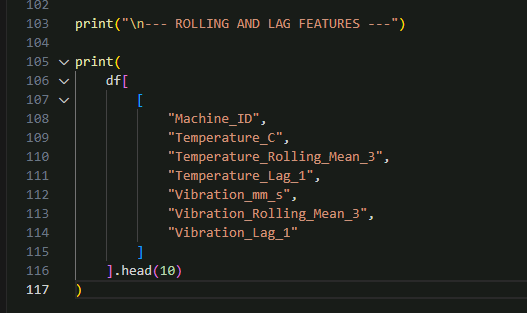 102
103 print("\n--- ROLLING AND LAG FEATURES ---")
104
105 print(
106     df[
107         [
108             "Machine_ID",
109             "Temperature_C",
110             "Temperature_Rolling_Mean_3",
111             "Temperature_Lag_1",
112             "Vibration_mm_s",
113             "Vibration_Rolling_Mean_3",
114             "Vibration_Lag_1"
115         ]
116     ].head(10)
117 )